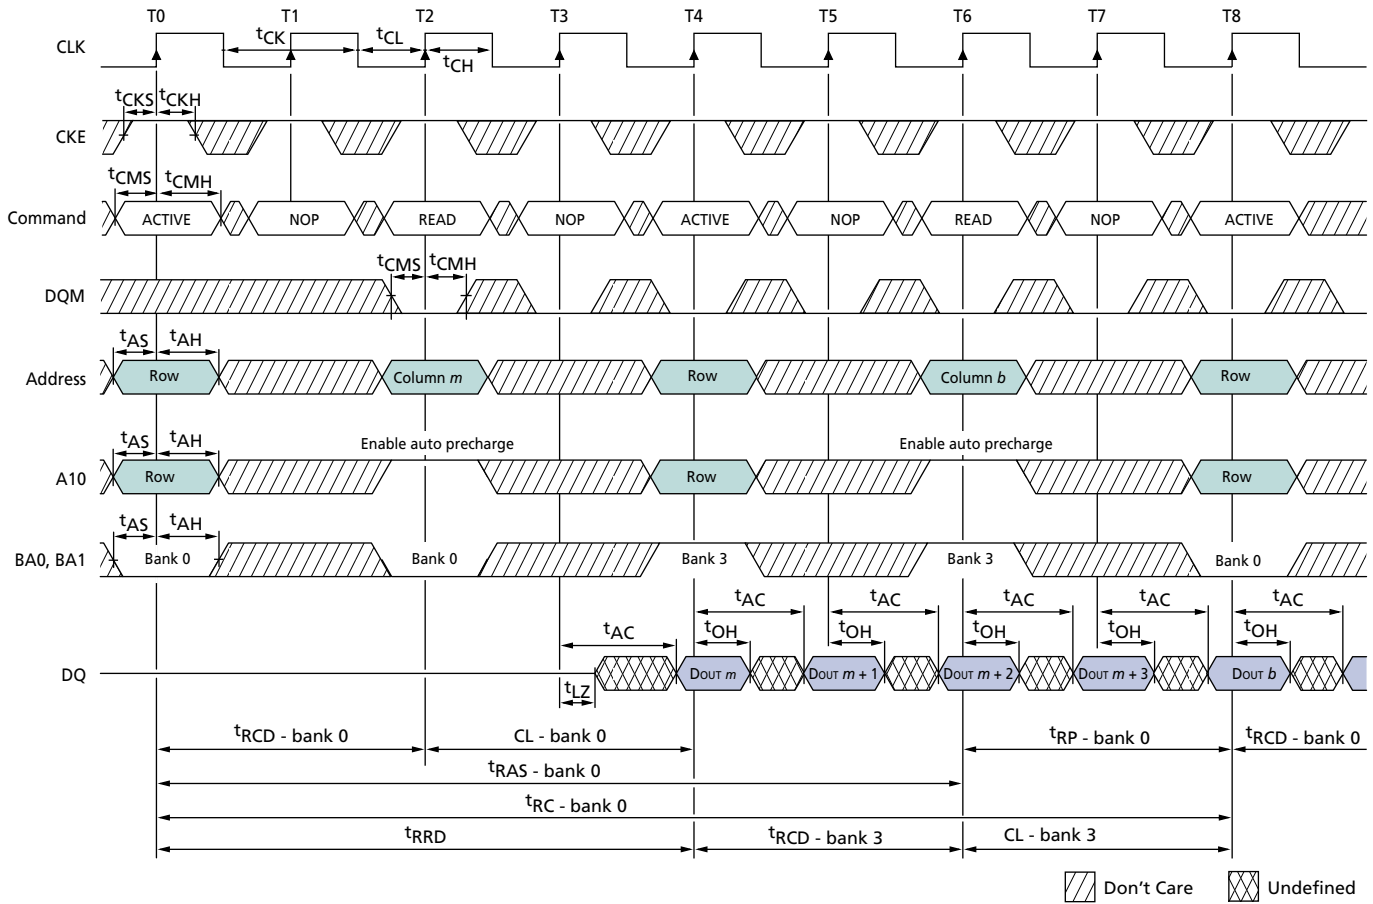 T0 T1 T2 T3 T4 T5 T6 T7 T8
CLK
tCK tCL
tCH
tCKS tCKH
CKE
tCMS tCMH
Command ACTIVE NOP READ NOP ACTIVE NOP READ NOP ACTIVE
tCMS tCMH
DQM
tAS tAH
Address Row Column m Row Column b Row
tAS tAH Enable auto precharge Enable auto precharge
A10 Row Row Row
tAS tAH
BA0, BA1 Bank 0 Bank 0 Bank 3 Bank 3 Bank 0
tAC tAC tAC tAC tAC
tAC tOH tOH tOH tOH tOH
DQ DOUT m DOUT m + 1 DOUT m + 2 DOUT m + 3 DOUT b
tLZ
tRCD - bank 0 CL - bank 0 tRP - bank 0 tRCD - bank 0
tRAS - bank 0
tRC - bank 0
tRRD tRCD - bank 3 CL - bank 3
Don't Care Undefined